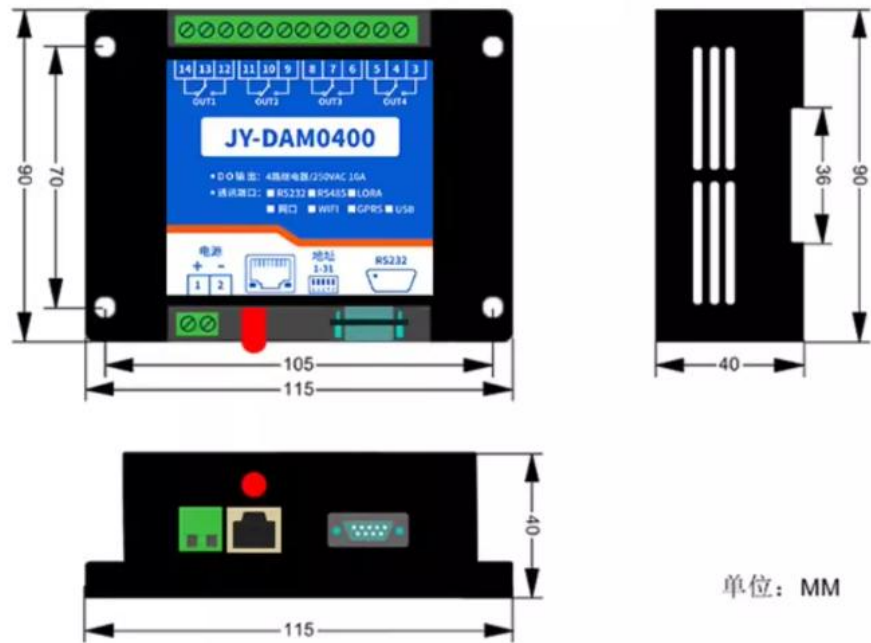 14 13 12 11 10 9 8 7 6 5 4 3
OUT1 OUT2 OUT3 OUT4
JY-DAM0400
• DO输出: 4路继电器/250VAC 10A
• 通讯端口: ■ RS232 ■ RS485 ■ LORA
■ 网口 ■ WIFI ■ GPRS ■ USB
电源
+ -
1 2
地址
1-31
RS232
90
70
105
115
36
90
40
40
115
单位: MM